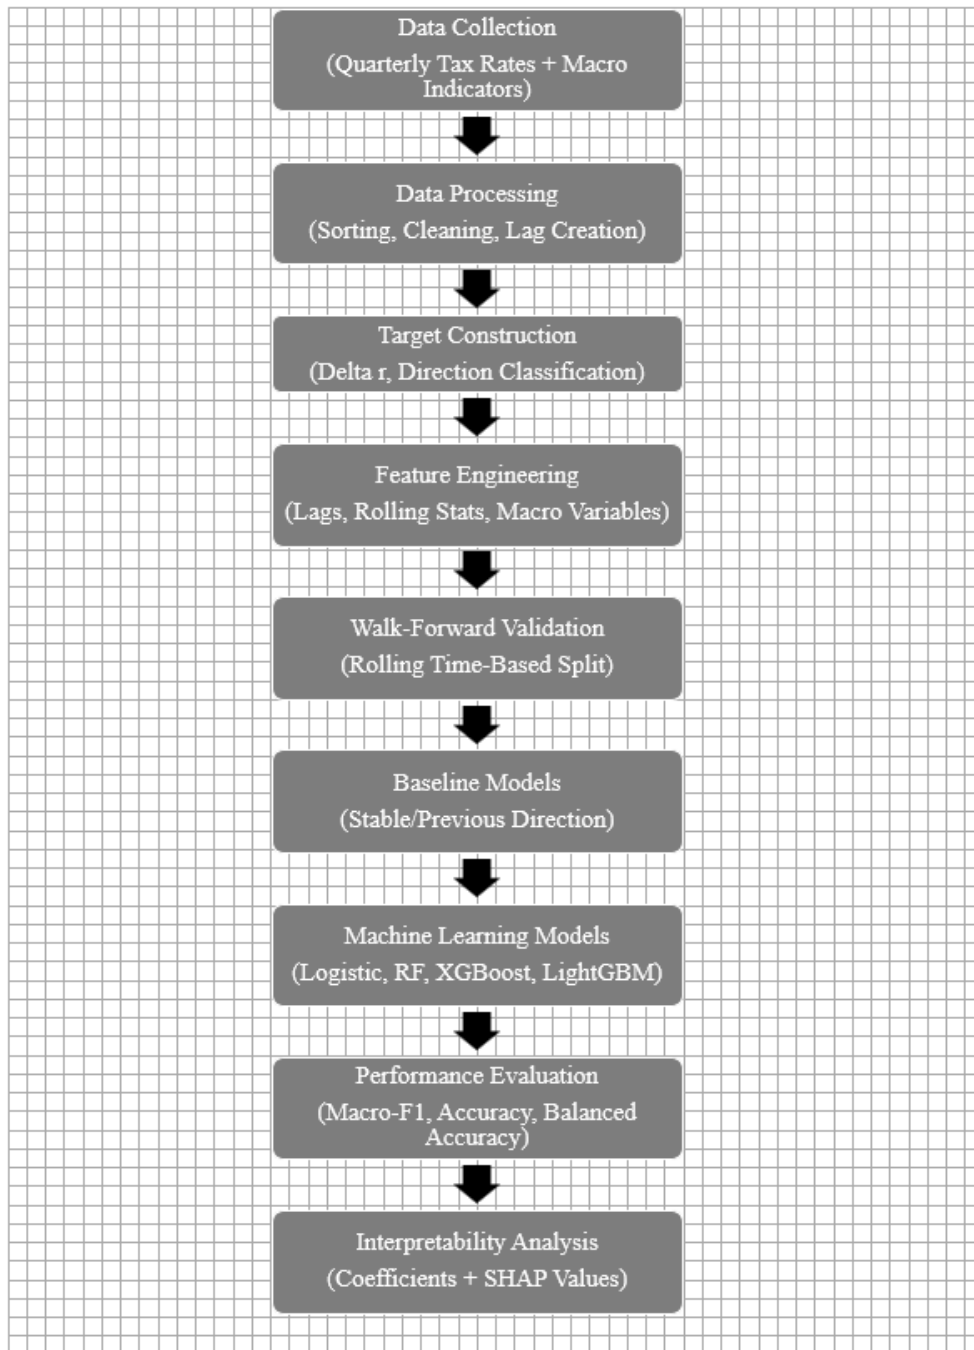 Data Collection
(Quarterly Tax Rates + Macro
Indicators)
Data Processing
(Sorting, Cleaning, Lag Creation)
Target Construction
(Delta r, Direction Classification)
Feature Engineering
(Lags, Rolling Stats, Macro Variables)
Walk-Forward Validation
(Rolling Time-Based Split)
Baseline Models
(Stable/Previous Direction)
Machine Learning Models
(Logistic, RF, XGBoost, LightGBM)
Performance Evaluation
(Macro-F1, Accuracy, Balanced
Accuracy)
Interpretability Analysis
(Coefficients + SHAP Values)